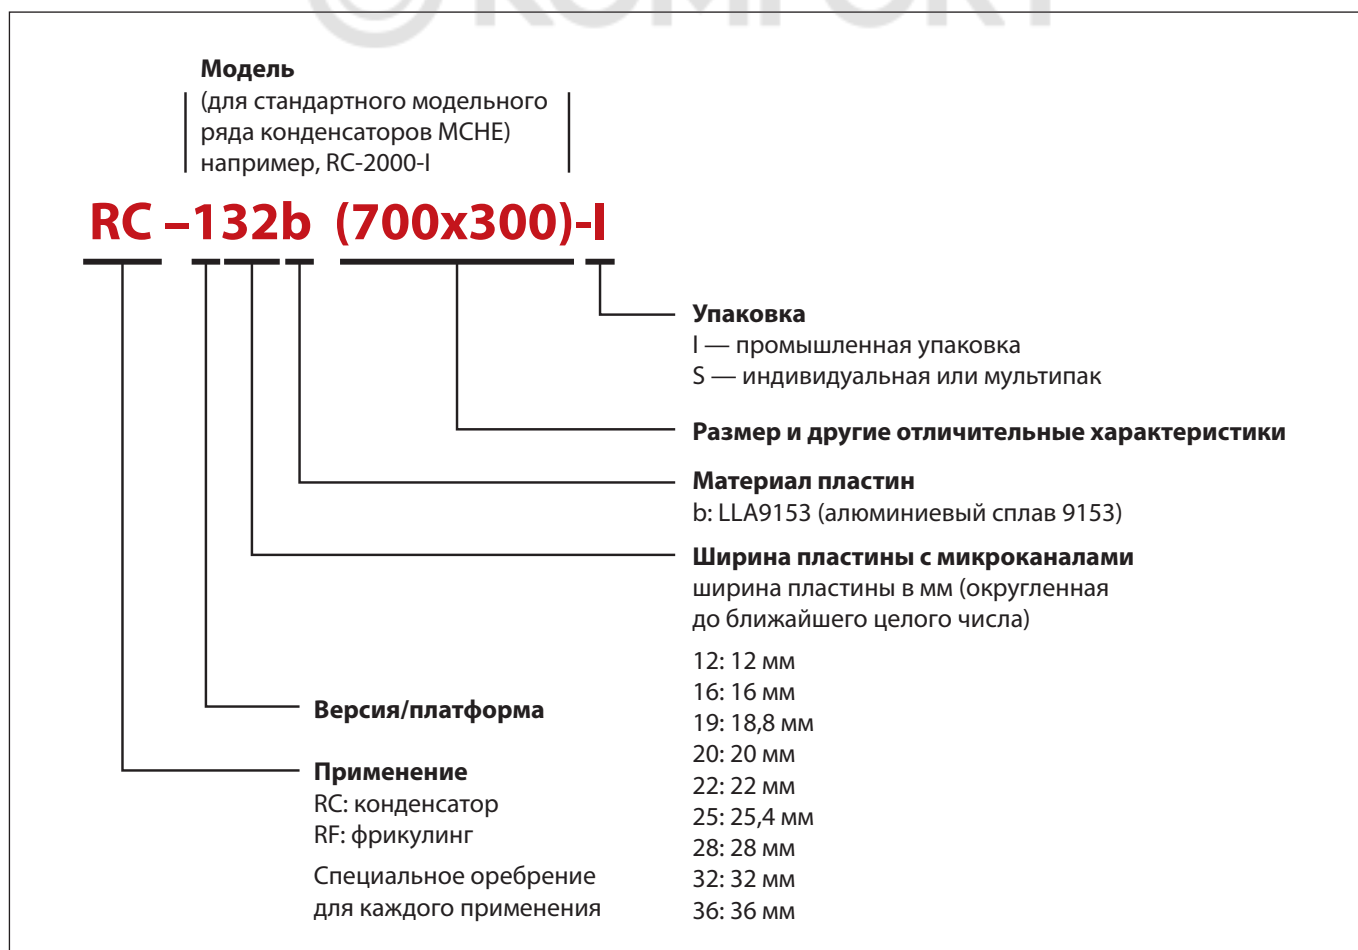 KOMFORT
Модель
(для стандартного модельного
ряда конденсаторов MCHE)
например, RC-2000-I
RC –132b (700x300)-I
Упаковка
I — промышленная упаковка
S — индивидуальная или мультипак
Размер и другие отличительные характеристики
Материал пластин
b: LLA9153 (алюминиевый сплав 9153)
Ширина пластины с микроканалами
ширина пластины в мм (округленная
до ближайшего целого числа)
12: 12 мм
16: 16 мм
19: 18,8 мм
20: 20 мм
22: 22 мм
25: 25,4 мм
28: 28 мм
32: 32 мм
36: 36 мм
Версия/платформа
Применение
RC: конденсатор
RF: фрикулинг
Специальное оребрение
для каждого применения